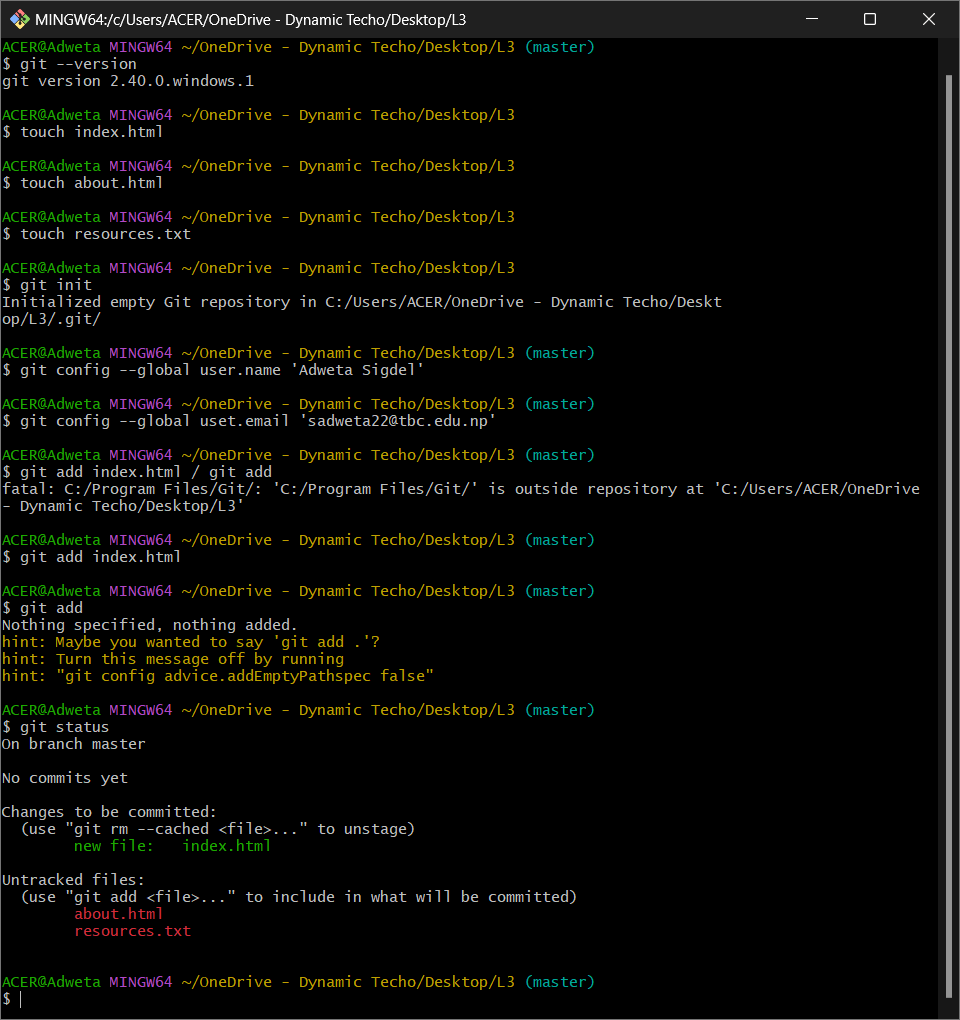 MINGW64:/c/Users/ACER/OneDrive - Dynamic Techo/Desktop/L3
ACER@Adweta MINGW64 ~/OneDrive - Dynamic Techo/Desktop/L3 (master)
$ git --version
git version 2.40.0.windows.1
ACER@Adweta MINGW64 ~/OneDrive - Dynamic Techo/Desktop/L3
$ touch index.html
ACER@Adweta MINGW64 ~/OneDrive - Dynamic Techo/Desktop/L3
$ touch about.html
ACER@Adweta MINGW64 ~/OneDrive - Dynamic Techo/Desktop/L3
$ touch resources.txt
ACER@Adweta MINGW64 ~/OneDrive - Dynamic Techo/Desktop/L3
$ git init
Initialized empty Git repository in C:/Users/ACER/OneDrive - Dynamic Techo/Deskt
op/L3/.git/
ACER@Adweta MINGW64 ~/OneDrive - Dynamic Techo/Desktop/L3 (master)
$ git config --global user.name 'Adweta Sigdel'
ACER@Adweta MINGW64 ~/OneDrive - Dynamic Techo/Desktop/L3 (master)
$ git config --global uset.email 'sadweta22@tbc.edu.np'
ACER@Adweta MINGW64 ~/OneDrive - Dynamic Techo/Desktop/L3 (master)
$ git add index.html / git add
fatal: C:/Program Files/Git/: 'C:/Program Files/Git/' is outside repository at 'C:/Users/ACER/OneDrive
- Dynamic Techo/Desktop/L3'
ACER@Adweta MINGW64 ~/OneDrive - Dynamic Techo/Desktop/L3 (master)
$ git add index.html
ACER@Adweta MINGW64 ~/OneDrive - Dynamic Techo/Desktop/L3 (master)
$ git add
Nothing specified, nothing added.
hint: Maybe you wanted to say 'git add .'?
hint: Turn this message off by running
hint: "git config advice.addEmptyPathspec false"
ACER@Adweta MINGW64 ~/OneDrive - Dynamic Techo/Desktop/L3 (master)
$ git status
On branch master
No commits yet
Changes to be committed:
(use "git rm --cached <file>..." to unstage)
new file:   index.html
Untracked files:
(use "git add <file>..." to include in what will be committed)
about.html
resources.txt
ACER@Adweta MINGW64 ~/OneDrive - Dynamic Techo/Desktop/L3 (master)
$